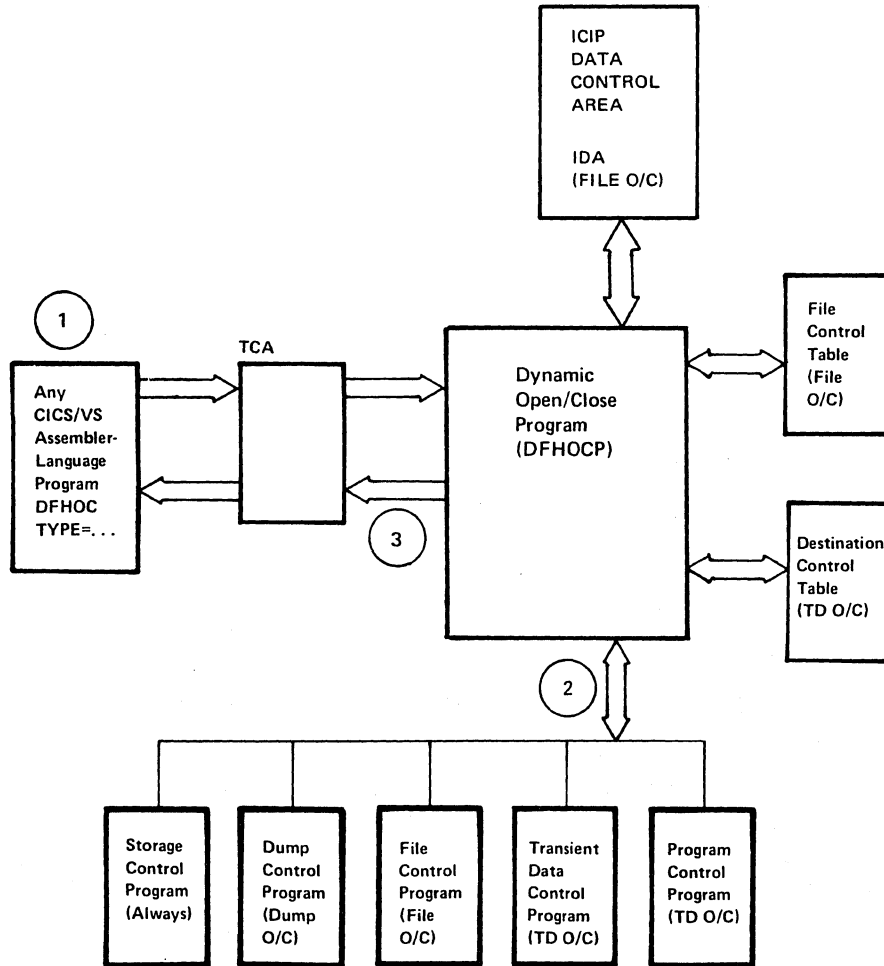 ICIP
DATA
CONTROL
AREA
IDA
(FILE O/C)
1
TCA
Any
CICS/VS
Assembler-
Language
Program
DFHOC
TYPE=...
Dynamic
Open/Close
Program
(DFHOCP)
File
Control
Table
(File
O/C)
3
Destination
Control
Table
(TD O/C)
2
Storage
Control
Program
(Always)
Dump
Control
Program
(Dump
O/C)
File
Control
Program
(File
O/C)
Transient
Data
Control
Program
(TD O/C)
Program
Control
Program
(TD O/C)